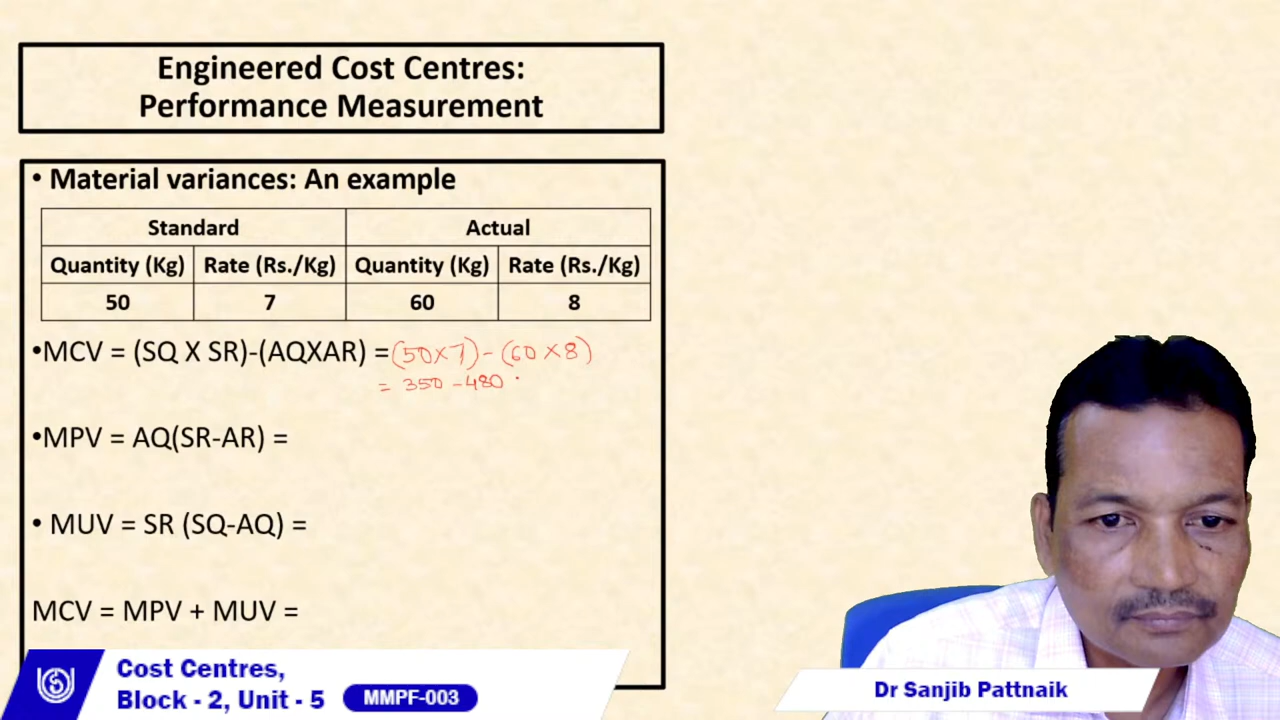 Engineered Cost Centres:
Performance Measurement
• Material variances: An example
Standard Actual
Quantity (Kg) Rate (Rs./Kg) Quantity (Kg) Rate (Rs./Kg)
50 7 60 8
•MCV = (SQ X SR)-(AQXAR) = (50×7) - (60×8)
= 350 - 480
•MPV = AQ(SR-AR) =
• MUV = SR (SQ-AQ) =
MCV = MPV + MUV =
Cost Centres,
Block - 2, Unit - 5 MMPF-003
Dr Sanjib Pattnaik